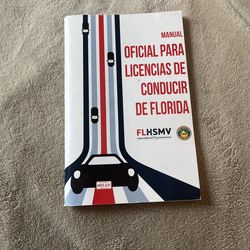 MANUAL
OFICIAL PARA
LICENCIAS DE
CONDUCIR
DE FLORIDA
FLHSMV